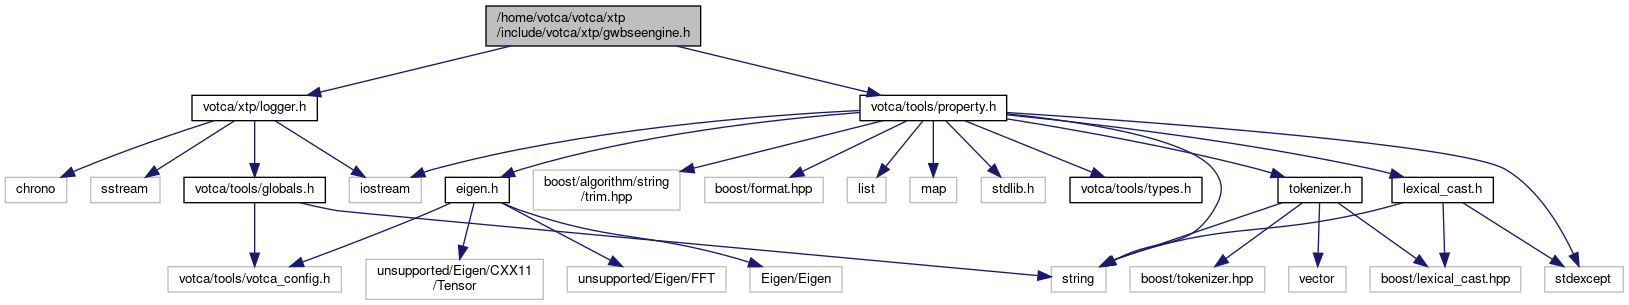 /home/votca/votca/xtp
/include/votca/xtp/gwbseengine.h
votca/xtp/logger.h
votca/tools/property.h
chrono
sstream
votca/tools/globals.h
iostream
eigen.h
boost/algorithm/string
/trim.hpp
boost/format.hpp
list
map
stdlib.h
votca/tools/types.h
tokenizer.h
lexical_cast.h
votca/tools/votca_config.h
unsupported/Eigen/CXX11
/Tensor
unsupported/Eigen/FFT
Eigen/Eigen
string
boost/tokenizer.hpp
vector
boost/lexical_cast.hpp
stdexcept